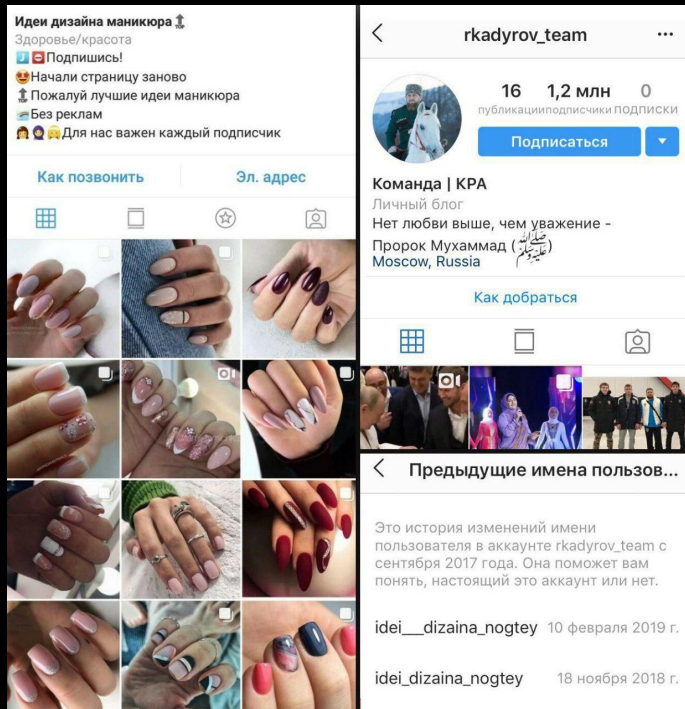 Идеи дизайна маникюра TOP
Здоровье/красота
Подпишись!
Начали страницу заново
TOP Пожалуй лучшие идеи маникюра
Без реклам
Для нас важен каждый подписчик
Как позвонить
Эл. адрес
rkadyrov_team
16 1,2 млн 0
публикации подписчики подписки
Подписаться
Команда | КРА
Личный блог
Нет любви выше, чем уважение -
Пророк Мухаммад (ﷺ)
Moscow, Russia
Как добраться
Предыдущие имена пользов...
Это история изменений имени
пользователя в аккаунте rkadyrov_team с
сентября 2017 года. Она поможет вам
понять, настоящий это аккаунт или нет.
idei___dizaina_nogtey 10 февраля 2019 г.
idei_dizaina_nogtey 18 ноября 2018 г.